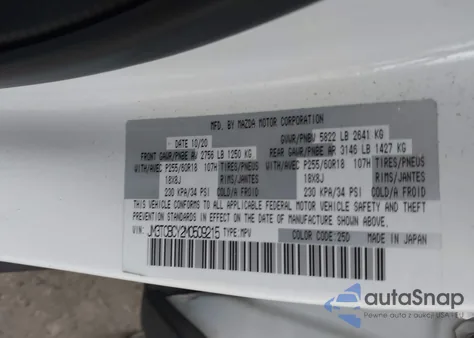 MFD. BY MAZDA MOTOR CORPORATION
DATE 10/20 GVWR/PNBV 5822 LB 2641 KG
FRONT GAWR/PNBE AV 2756 LB 1250 KG REAR GAWR/PNBE AR 3146 LB 1427 KG
WITH/AVEC P255/60R18 107H TIRES/PNEUS WITH/AVEC P255/60R18 107H TIRES/PNEUS
18X8J RIMS/JANTES 18X8J RIMS/JANTES
230 KPA/34 PSI COLD/A FROID 230 KPA/34 PSI COLD/A FROID
THIS VEHICLE CONFORMS TO ALL APPLICABLE FEDERAL MOTOR VEHICLE SAFETY AND THEFT
PREVENTION STANDARDS IN EFFECT ON THE DATE OF MANUFACTURE SHOWN ABOVE.
VIN: JM3TCBCY2M0509215 TYPE:MPV COLOR CODE:25D MADE IN JAPAN
autoSnap
Pewne auto z aukcji USA i EU